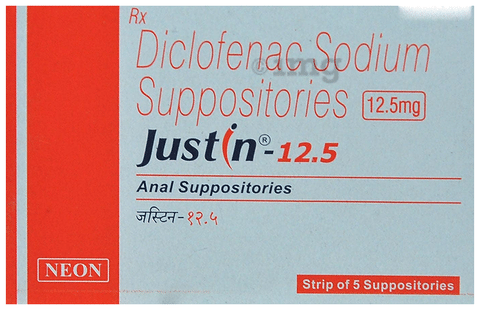 Rx
Diclofenac Sodium
Suppositories 12.5mg
1mg
Justin®-12.5
Anal Suppositories
जस्टिन-१२.५
NEON
Strip of 5 Suppositories